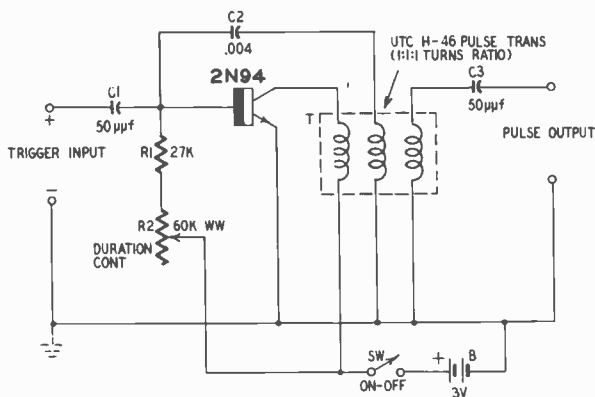 C2
.004
UTC H-46 PULSE TRANS
(1:1:1 TURNS RATIO)
2N94
C1
50μμf
C3
50μμf
+
TRIGGER INPUT
R1
27K
T
PULSE OUTPUT
−
R2
60K WW
DURATION
CONT
SW
ON-OFF
+
B
3V